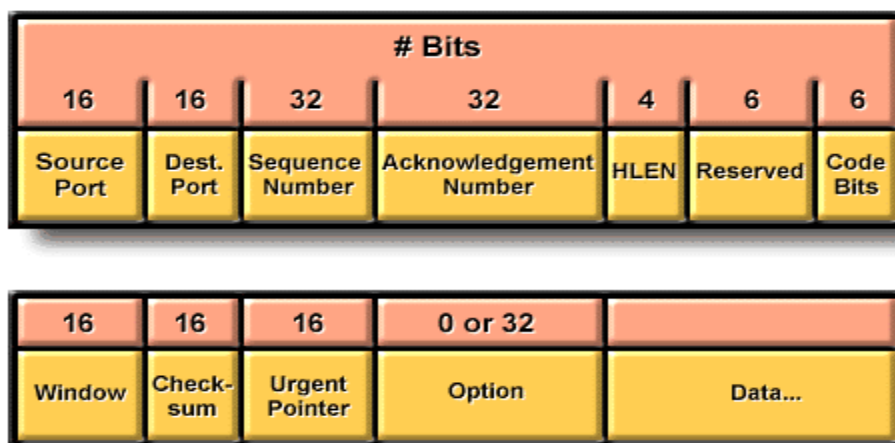 # Bits
16 16 32 32 4 6 6
Source Port Dest. Port Sequence Number Acknowledgement Number HLEN Reserved Code Bits
16 16 16 0 or 32
Window Check-sum Urgent Pointer Option Data...